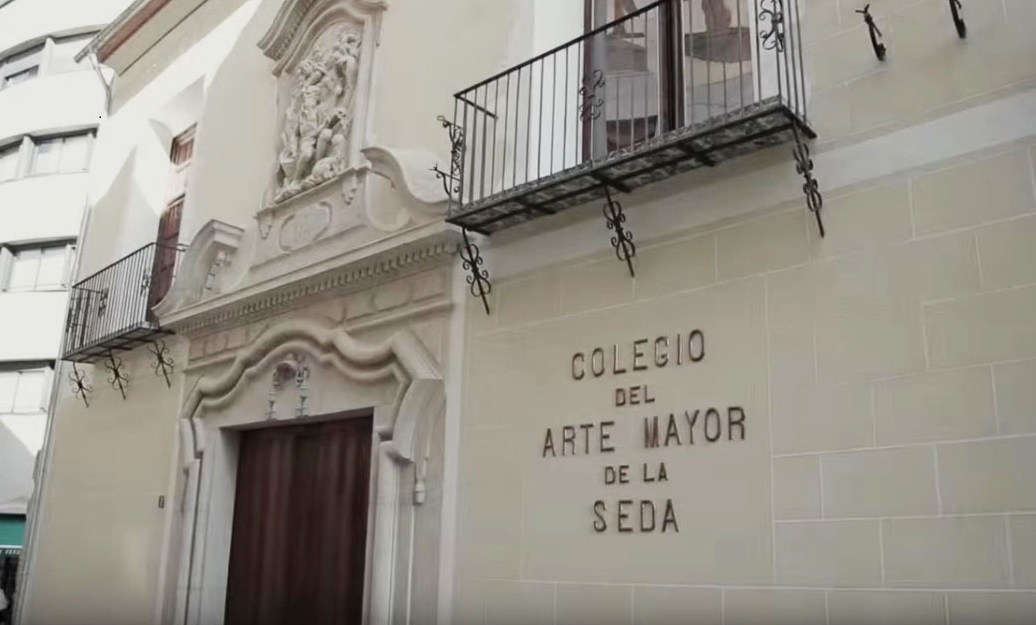 COLEGIO
DEL
ARTE MAYOR
DE LA
SEDA